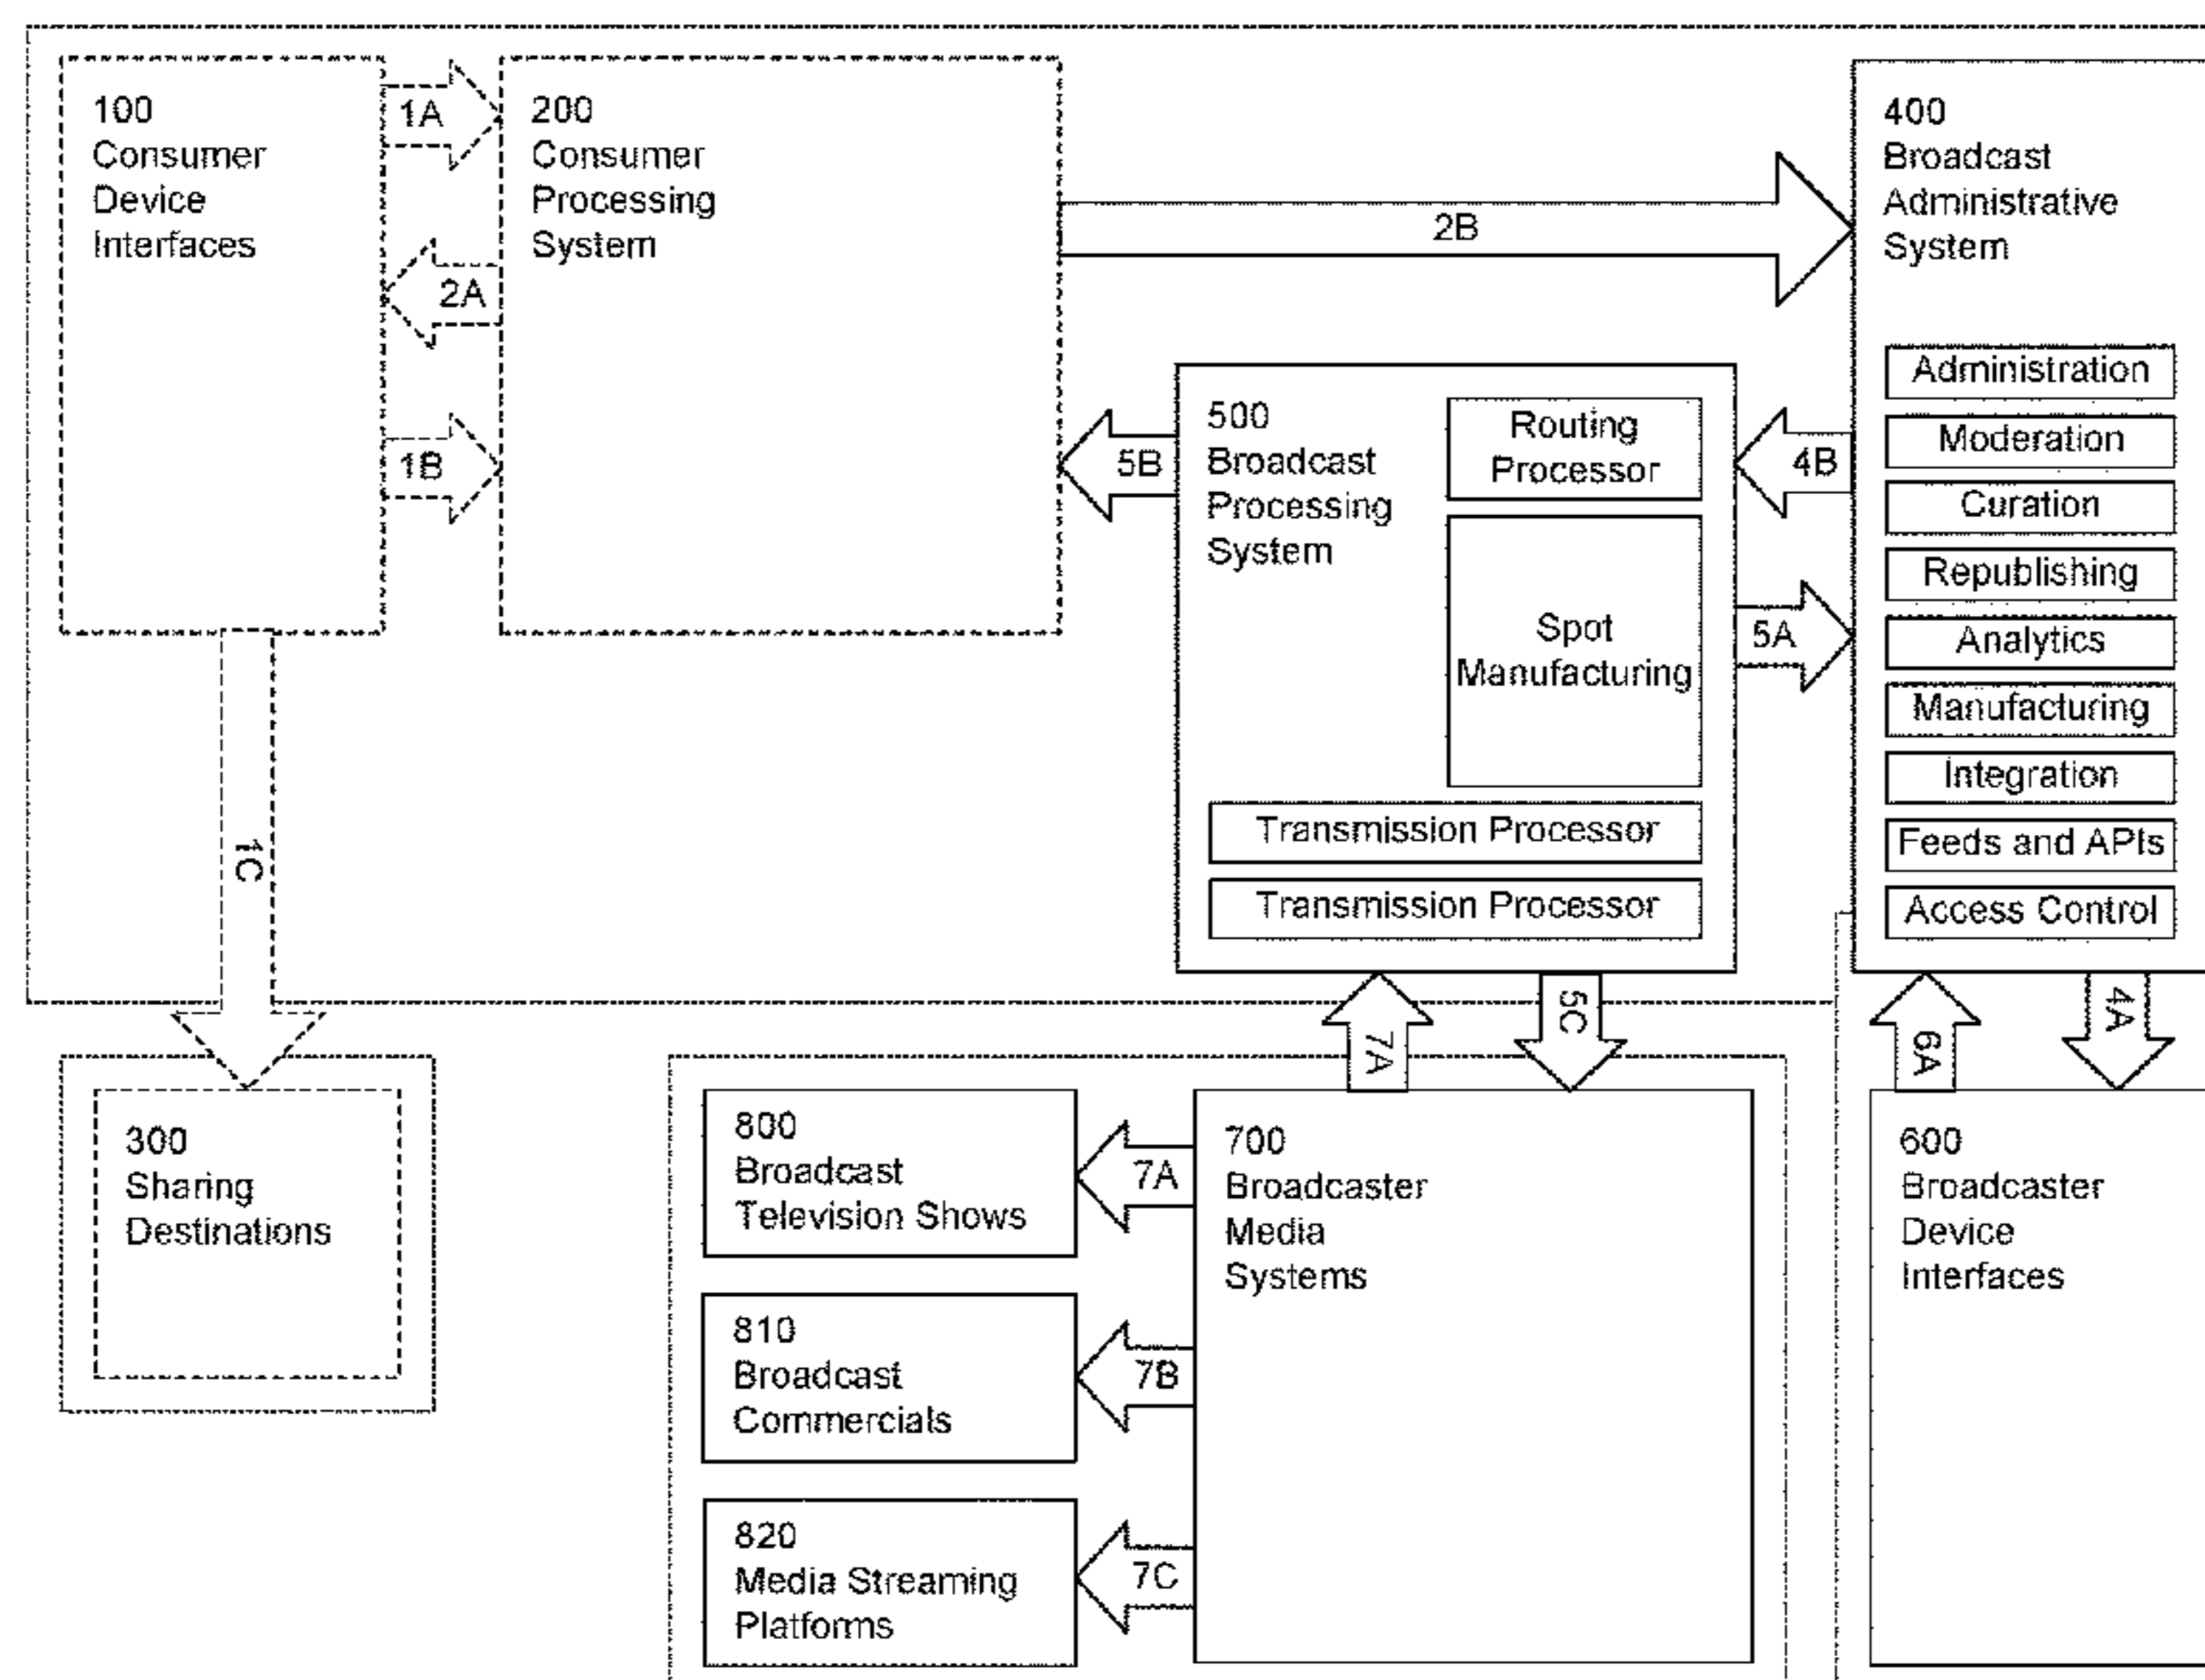 100
Consumer
Device
Interfaces
1A
2A
1B
1C
200
Consumer
Processing
System
2B
400
Broadcast
Administrative
System
Administration
Moderation
Curation
Republishing
Analytics
Manufacturing
Integration
Feeds and APIs
Access Control
5B
500
Broadcast
Processing
System
Routing
Processor
Spot
Manufacturing
Transmission Processor
Transmission Processor
4B
5A
7A
5C
6A
4A
300
Sharing
Destinations
800
Broadcast
Television Shows
810
Broadcast
Commercials
820
Media Streaming
Platforms
7A
7B
7C
700
Broadcaster
Media
Systems
600
Broadcaster
Device
Interfaces